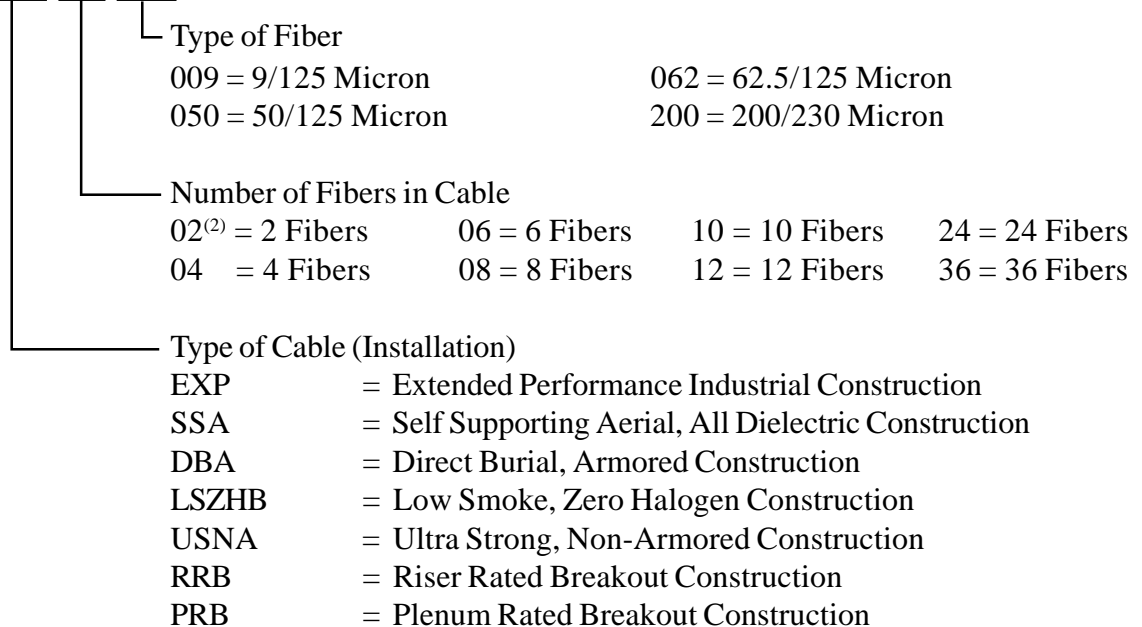 Type of Fiber
009 = 9/125 Micron 062 = 62.5/125 Micron
050 = 50/125 Micron 200 = 200/230 Micron
Number of Fibers in Cable
02(2) = 2 Fibers 06 = 6 Fibers 10 = 10 Fibers 24 = 24 Fibers
04 = 4 Fibers 08 = 8 Fibers 12 = 12 Fibers 36 = 36 Fibers
Type of Cable (Installation)
EXP = Extended Performance Industrial Construction
SSA = Self Supporting Aerial, All Dielectric Construction
DBA = Direct Burial, Armored Construction
LSZHB = Low Smoke, Zero Halogen Construction
USNA = Ultra Strong, Non-Armored Construction
RRB = Riser Rated Breakout Construction
PRB = Plenum Rated Breakout Construction